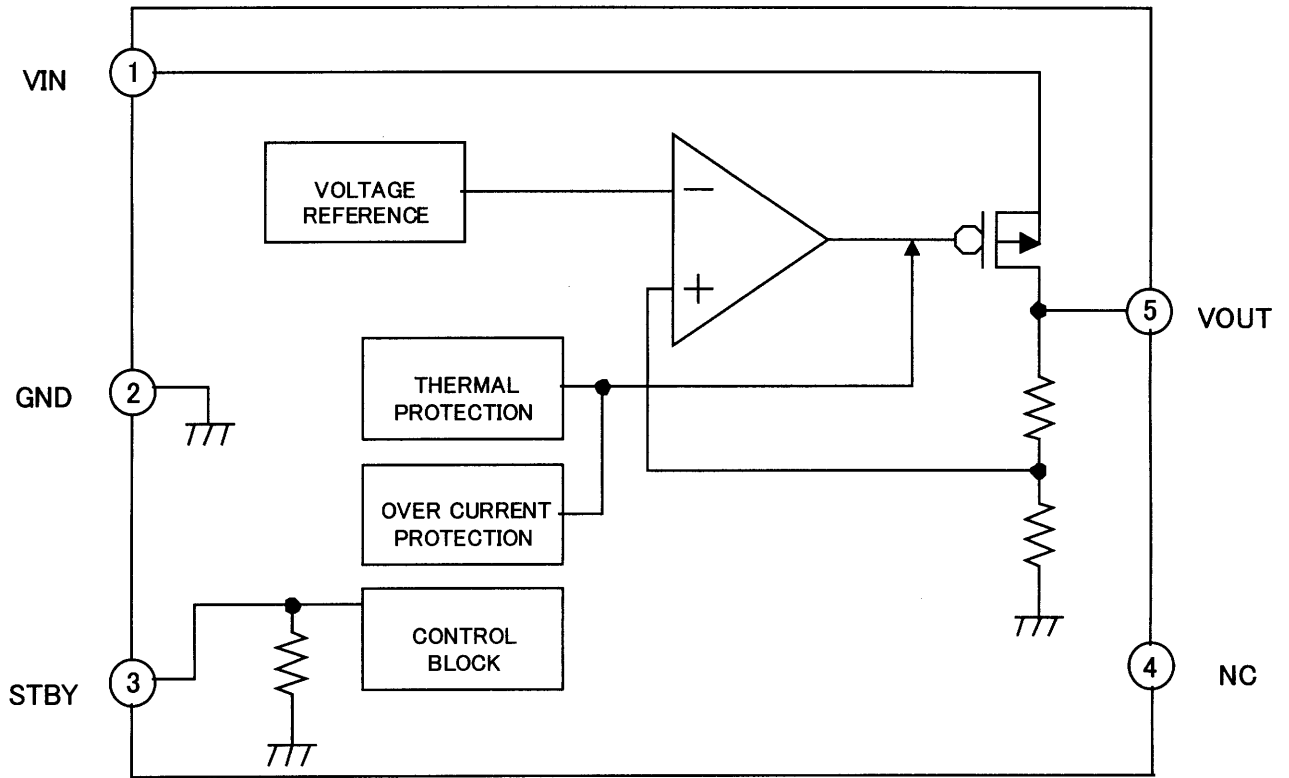 VIN
1
VOLTAGE
REFERENCE
−
+
5
VOUT
GND
2
THERMAL
PROTECTION
OVER CURRENT
PROTECTION
STBY
3
CONTROL
BLOCK
4
NC